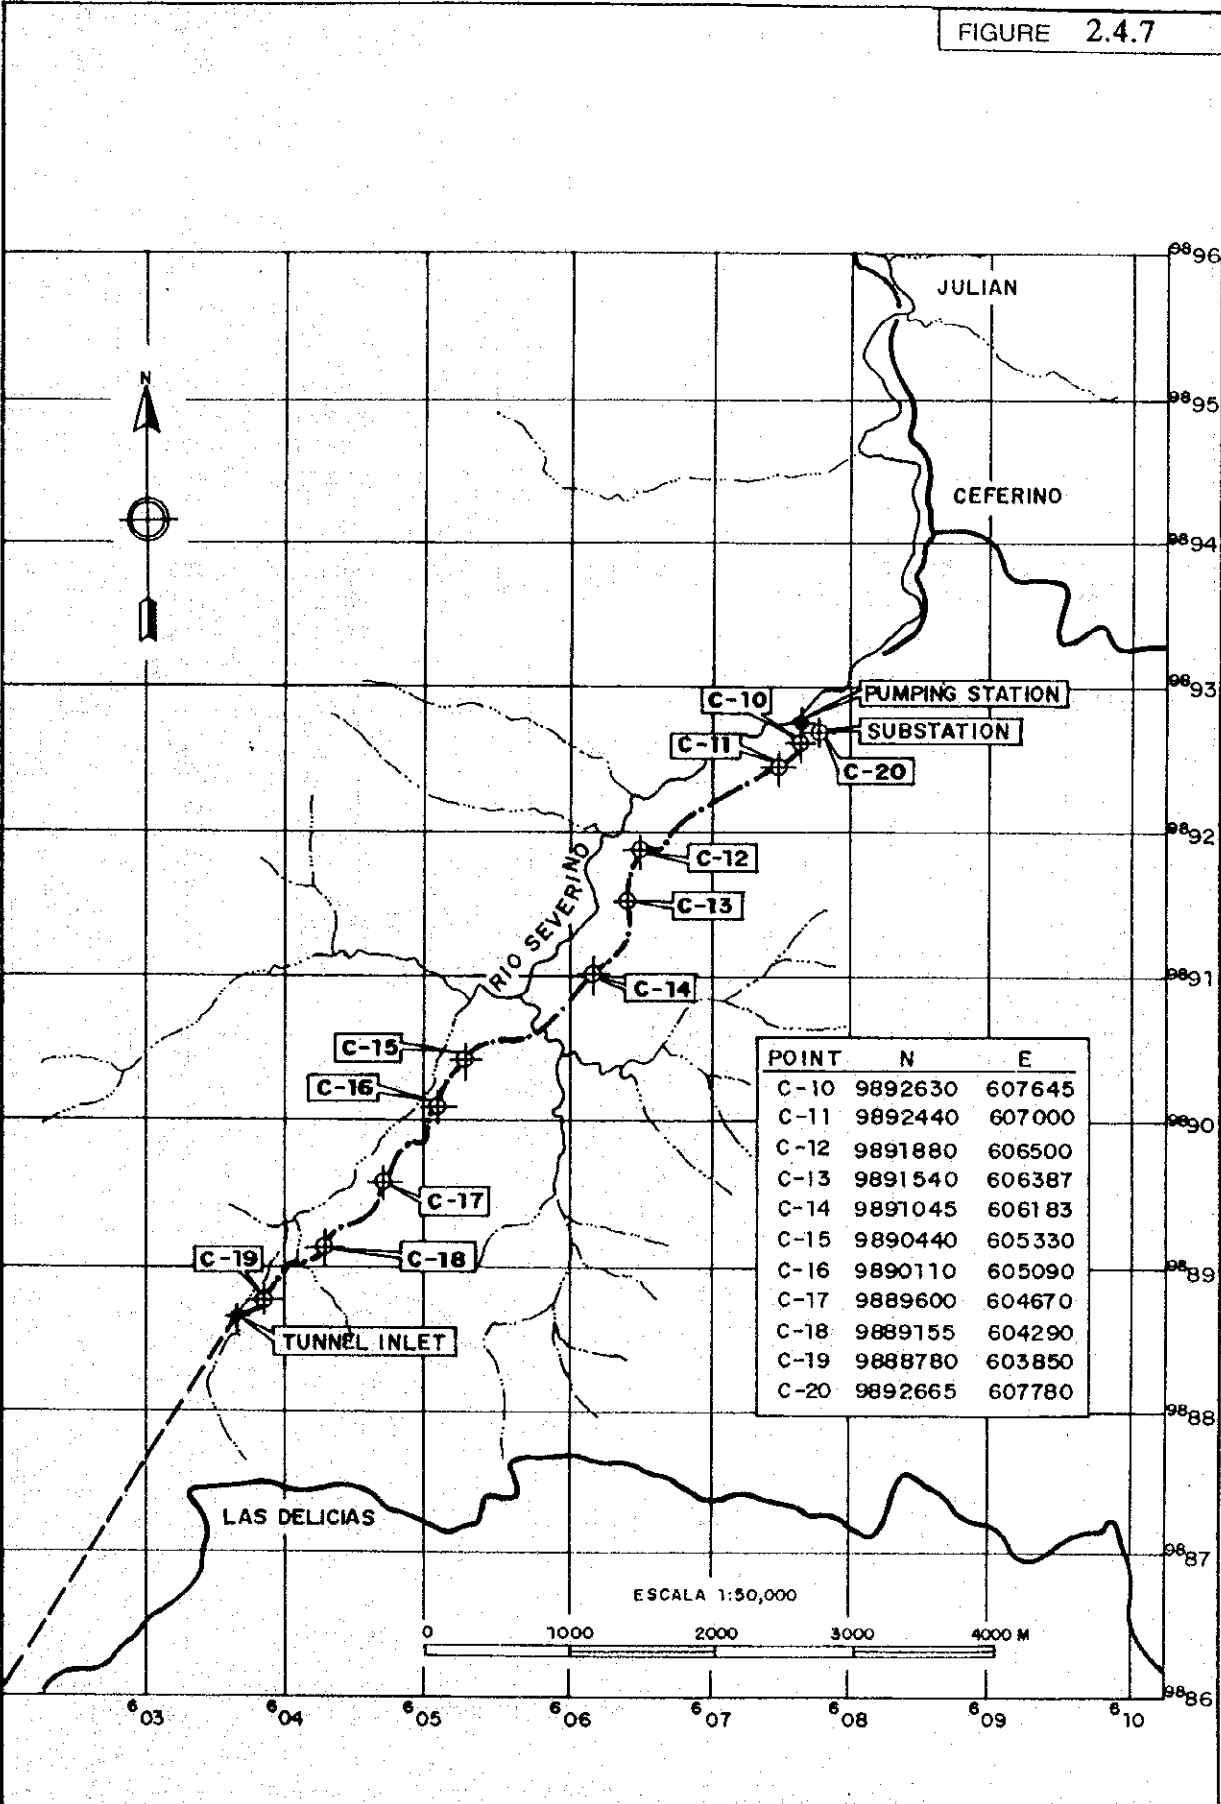 FIGURE 2.4.7
9896
JULIAN
N
9895
CEFERINO
9894
9893
C-10
PUMPING STATION
SUBSTATION
C-11
C-20
9892
C-12
RIO SEVERINO
C-13
9891
C-14
C-15
C-16
POINT N E
C-10 9892630 607645
C-11 9892440 607000
C-12 9891880 606500
C-13 9891540 606387
C-14 9891045 606183
C-15 9890440 605330
C-16 9890110 605090
C-17 9889600 604670
C-18 9889155 604290
C-19 9888780 603850
C-20 9892665 607780
9890
C-17
C-19
C-18
9889
TUNNEL INLET
9888
LAS DELICIAS
9887
ESCALA 1:50,000
0 1000 2000 3000 4000 M
9886
603 604 605 606 607 608 609 610